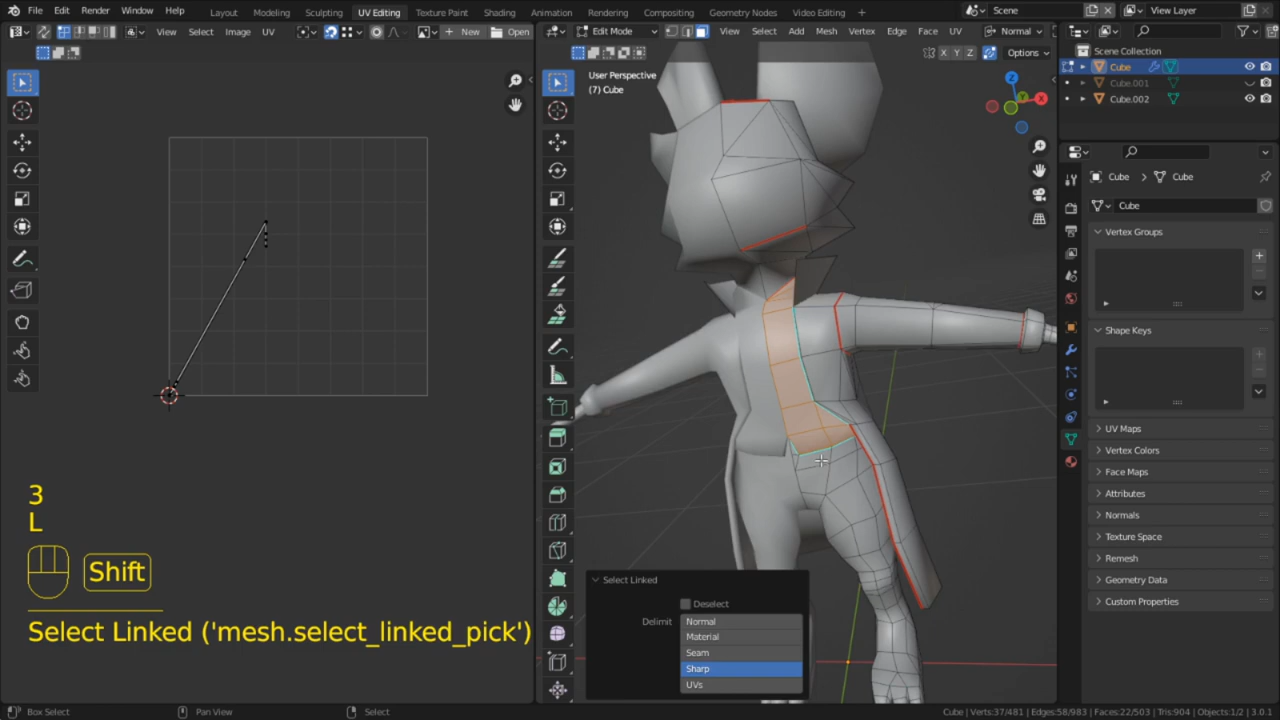 File Edit Render Window Help
Layout Modeling Sculpting UV Editing Texture Paint Shading Animation Rendering Compositing Geometry Nodes Video Editing +
Scene
View Layer
View Select Image UV
New Open
Edit Mode View Select Add Mesh Vertex Edge Face UV
Normal
X Y Z Options
User Perspective
(7) Cube
Scene Collection
Cube
Cube.001
Cube.002
Cube Cube
Cube
Vertex Groups
Shape Keys
UV Maps
Vertex Colors
Face Maps
Attributes
Normals
Texture Space
Remesh
Geometry Data
Custom Properties
3
L
Shift
Select Linked ('mesh.select_linked_pick')
Select Linked
Deselect
Delimit Normal
Material
Seam
Sharp
UVs
Box Select Pan View Select
Cube | Verts:37/481 | Edges:58/983 | Faces:22/503 | Tris:904 | Objects:1/2 | 3.0.1